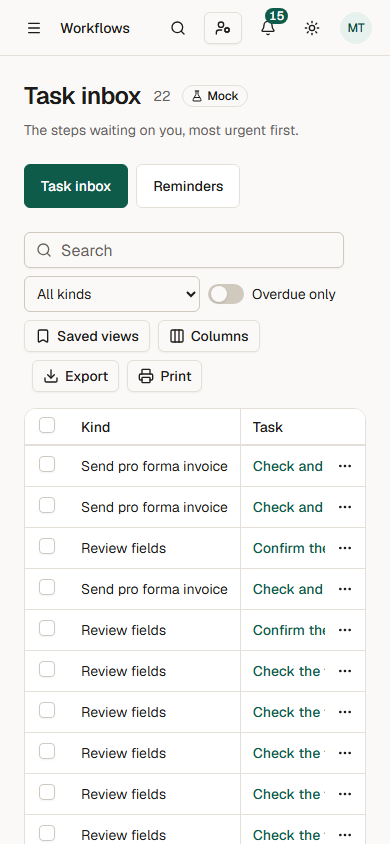 Workflows
15
MT
Task inbox 22 Mock
The steps waiting on you, most urgent first.
Task inbox Reminders
Search
All kinds Overdue only
Saved views Columns
Export Print
Kind Task
Send pro forma invoice Check and ...
Send pro forma invoice Check and ...
Review fields Confirm the ...
Send pro forma invoice Check and ...
Review fields Confirm the ...
Review fields Check the ...
Review fields Check the ...
Review fields Check the ...
Review fields Check the ...
Review fields Check the ...